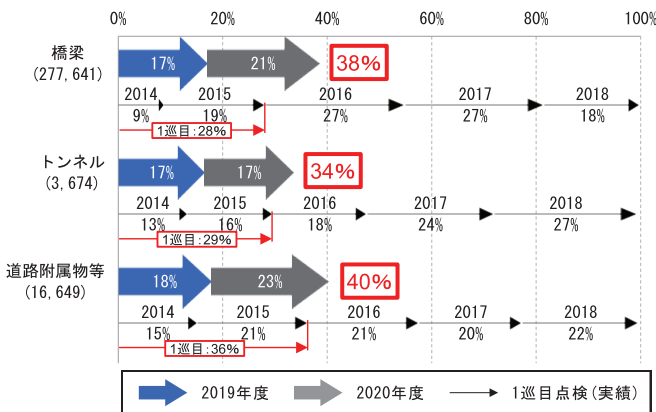 0% 20% 40% 60% 80% 100%
橋梁
(277,641)
17% 21% 38%
2014 2015 2016 2017 2018
9% 19% 27% 27% 18%
1巡目:28%
トンネル
(3,674)
17% 17% 34%
2014 2015 2016 2017 2018
13% 16% 18% 24% 27%
1巡目:29%
道路附属物等
(16,649)
18% 23% 40%
2014 2015 2016 2017 2018
15% 21% 21% 20% 22%
1巡目:36%
2019年度 2020年度 1巡目点検(実績)